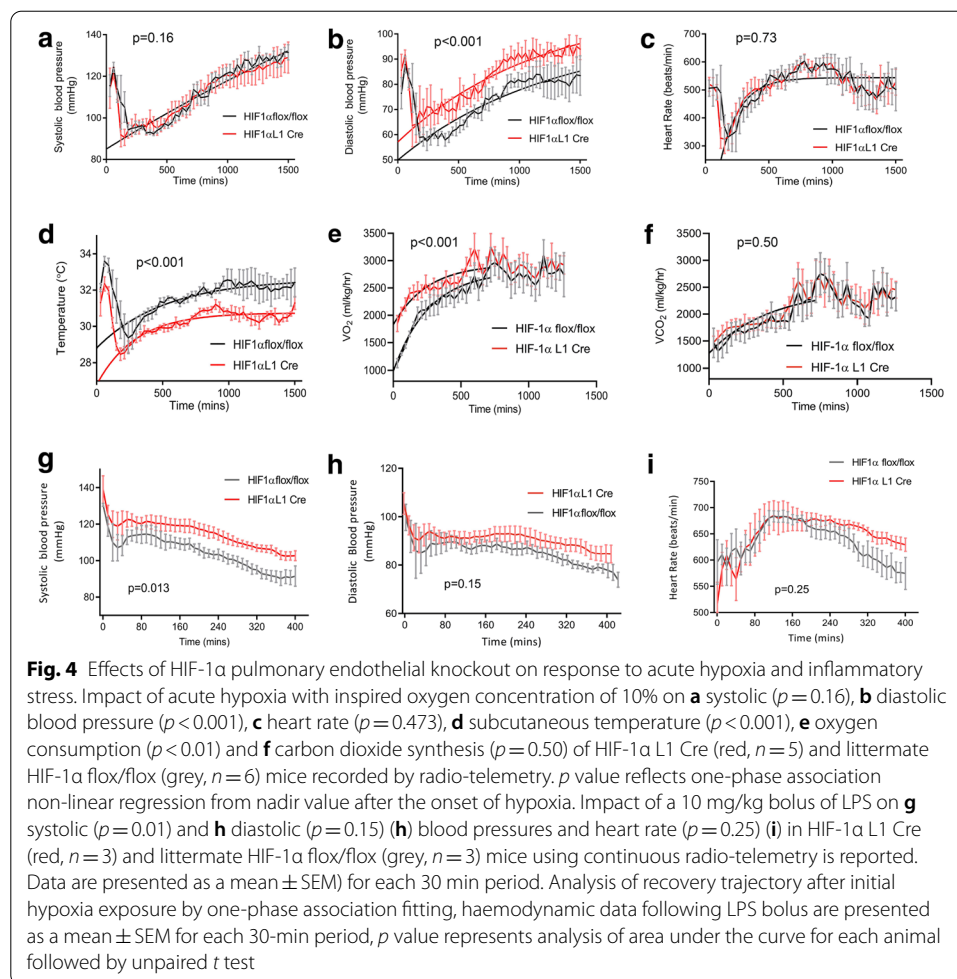 a
p=0.16
Systolic blood pressure
(mmHg)
140
120
100
80
0
500
1000
1500
Time (mins)
HIF1αflox/flox
HIF1αL1 Cre
b
p<0.001
Diastolic blood pressure
(mmHg)
100
90
80
70
60
50
0
500
1000
1500
Time (mins)
HIF1αflox/flox
HIF1αL1 Cre
c
p=0.73
Heart Rate (beats/min)
700
600
500
400
300
0
500
1000
1500
Time (mins)
HIF1αflox/flox
HIF1αL1 Cre
d
p<0.001
Temperature (°C)
34
32
30
28
0
500
1000
1500
Time (mins)
HIF1αflox/flox
HIF1αL1 Cre
e
p<0.001
VO₂ (ml/kg/hr)
3500
3000
2500
2000
1500
1000
0
500
1000
1500
Time (mins)
HIF-1α flox/flox
HIF-1α L1 Cre
f
p=0.50
VCO₂ (ml/kg/hr)
3500
3000
2500
2000
1500
1000
0
500
1000
1500
Time (mins)
HIF-1α flox/flox
HIF-1α L1 Cre
g
Systolic blood pressure
(mmHg)
140
120
100
80
0
80
160
240
320
400
Time (mins)
HIF1α flox/flox
HIF1αL1 Cre
p=0.013
h
Diastolic Blood pressure
(mmHg)
120
100
80
60
0
80
160
240
320
400
Time (mins)
HIF1αL1 Cre
HIF1αflox/flox
p=0.15
i
Heart Rate (beats/min)
750
700
650
600
550
500
0
80
160
240
320
400
Time (mins)
HIF1α flox/flox
HIF1α L1 Cre
p=0.25
Fig. 4 Effects of HIF-1α pulmonary endothelial knockout on response to acute hypoxia and inflammatory
stress. Impact of acute hypoxia with inspired oxygen concentration of 10% on a systolic (p = 0.16), b diastolic
blood pressure (p < 0.001), c heart rate (p = 0.473), d subcutaneous temperature (p < 0.001), e oxygen
consumption (p < 0.01) and f carbon dioxide synthesis (p = 0.50) of HIF-1α L1 Cre (red, n = 5) and littermate
HIF-1α flox/flox (grey, n = 6) mice recorded by radio-telemetry. p value reflects one-phase association
non-linear regression from nadir value after the onset of hypoxia. Impact of a 10 mg/kg bolus of LPS on g
systolic (p = 0.01) and h diastolic (p = 0.15) (h) blood pressures and heart rate (p = 0.25) (i) in HIF-1α L1 Cre
(red, n = 3) and littermate HIF-1α flox/flox (grey, n = 3) mice using continuous radio-telemetry is reported.
Data are presented as a mean ± SEM) for each 30 min period. Analysis of recovery trajectory after initial
hypoxia exposure by one-phase association fitting, haemodynamic data following LPS bolus are presented
as a mean ± SEM for each 30-min period, p value represents analysis of area under the curve for each animal
followed by unpaired t test